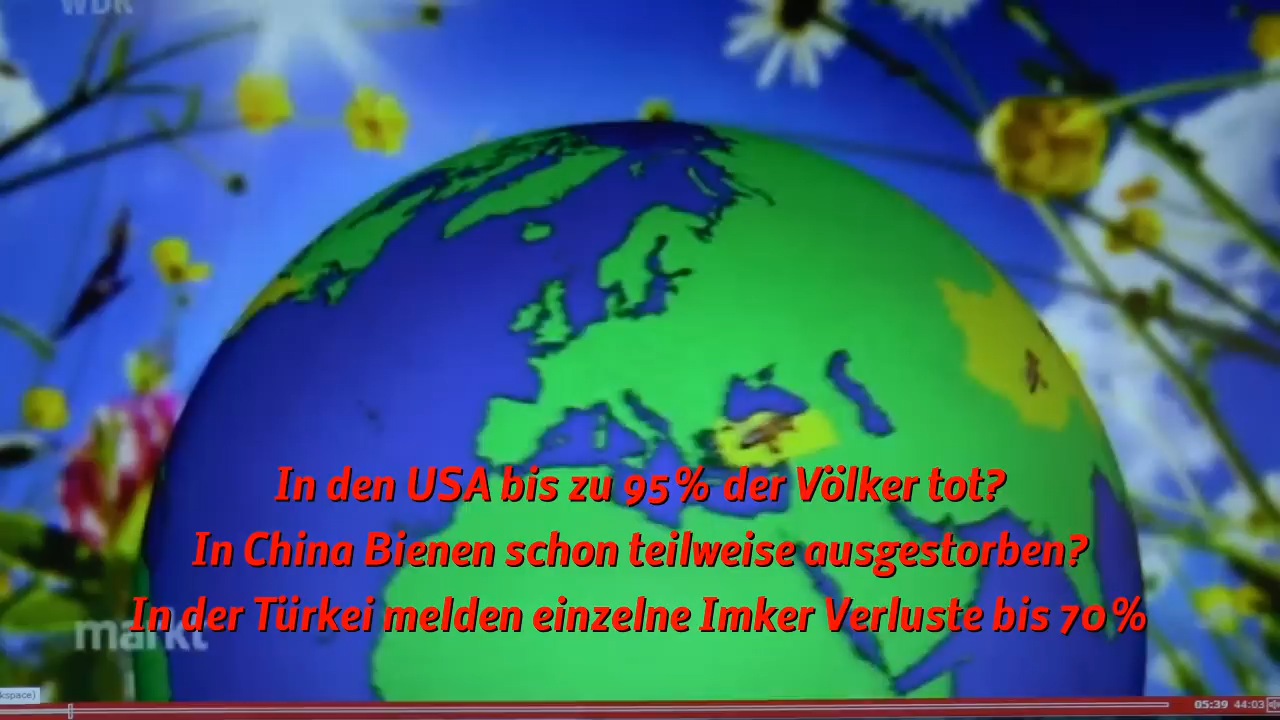 WDR
In den USA bis zu 95% der Völker tot?
In China Bienen schon teilweise ausgestorben?
In der Türkei melden einzelne Imker Verluste bis 70%
markt
kspace)
05:39 44:03